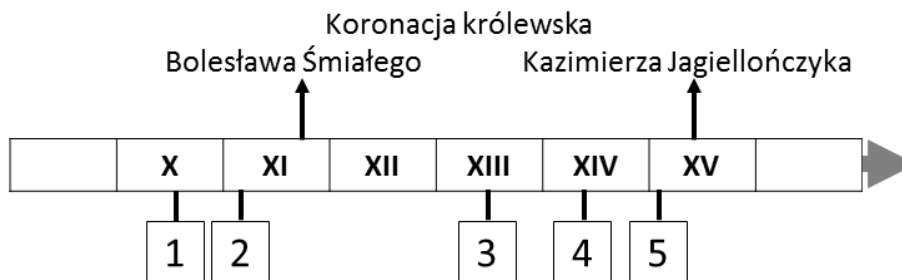 Koronacja królewska
Bolesława Śmiałego Kazimierza Jagiellończyka
X XI XII XIII XIV XV
1 2 3 4 5